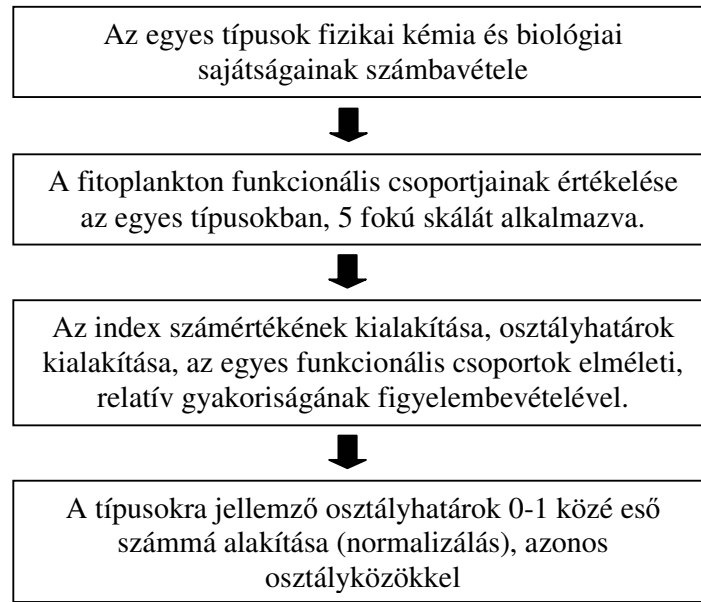 Az egyes típusok fizikai kémia és biológiai
sajátságainak számbavétele
A fitoplankton funkcionális csoportjainak értékelése
az egyes típusokban, 5 fokú skálát alkalmazva.
Az index számértékének kialakítása, osztályhatárok
kialakítása, az egyes funkcionális csoportok elméleti,
relatív gyakoriságának figyelembevételével.
A típusokra jellemző osztályhatárok 0-1 közé eső
számmá alakítása (normalizálás), azonos
osztályközökkel